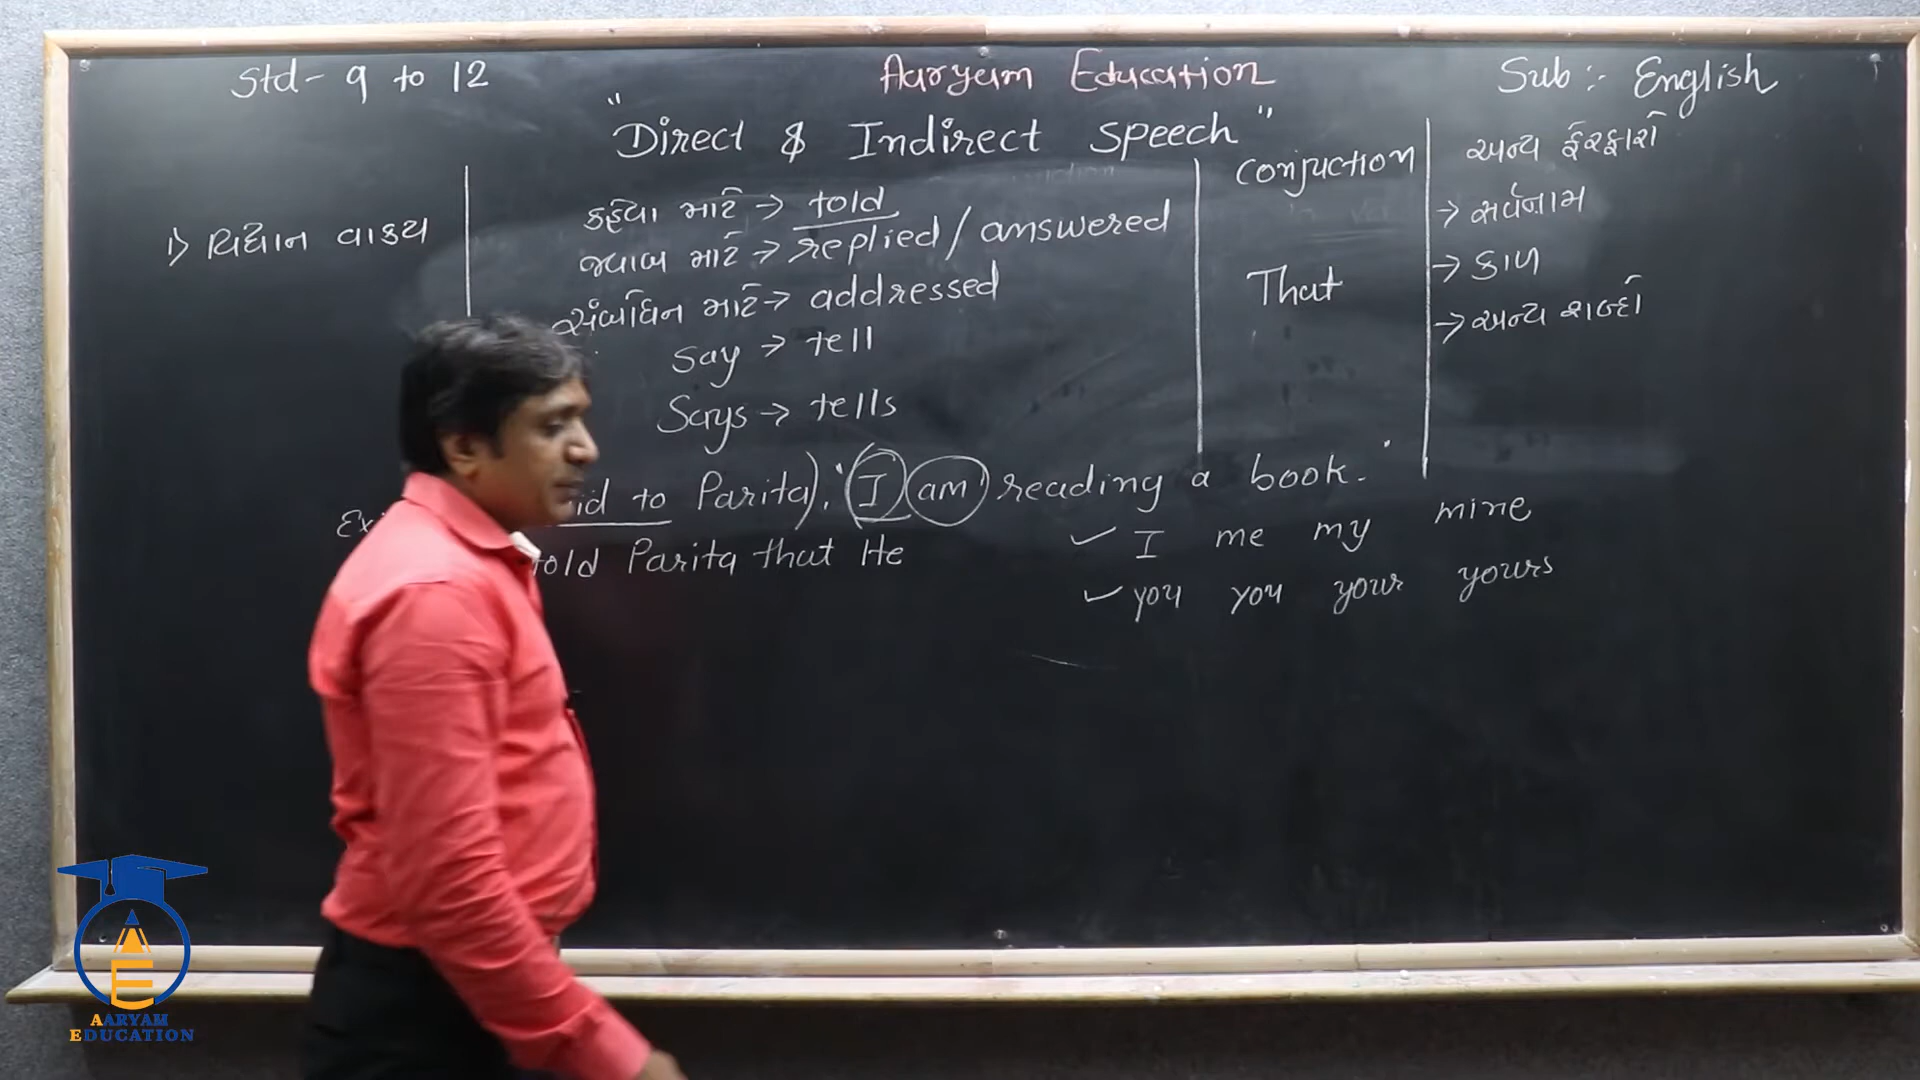 Std- 9 to 12
Aaryam Education
Sub:- English
"Direct & Indirect Speech"
1) વિધાન વાક્ય
કહેવા માટે → told
જવાબ માટે → replied / answered
સંબોધન માટે → addressed
Say → tell
Says → tells
Conjuction
That
અન્ય ફેરફારો
→ સર્વનામ
→ કાળ
→ અન્ય શબ્દો
to Parita), "I am reading a book."
told Parita that He
✓ I me my mine
✓ you you your yours
AARYAM
EDUCATION